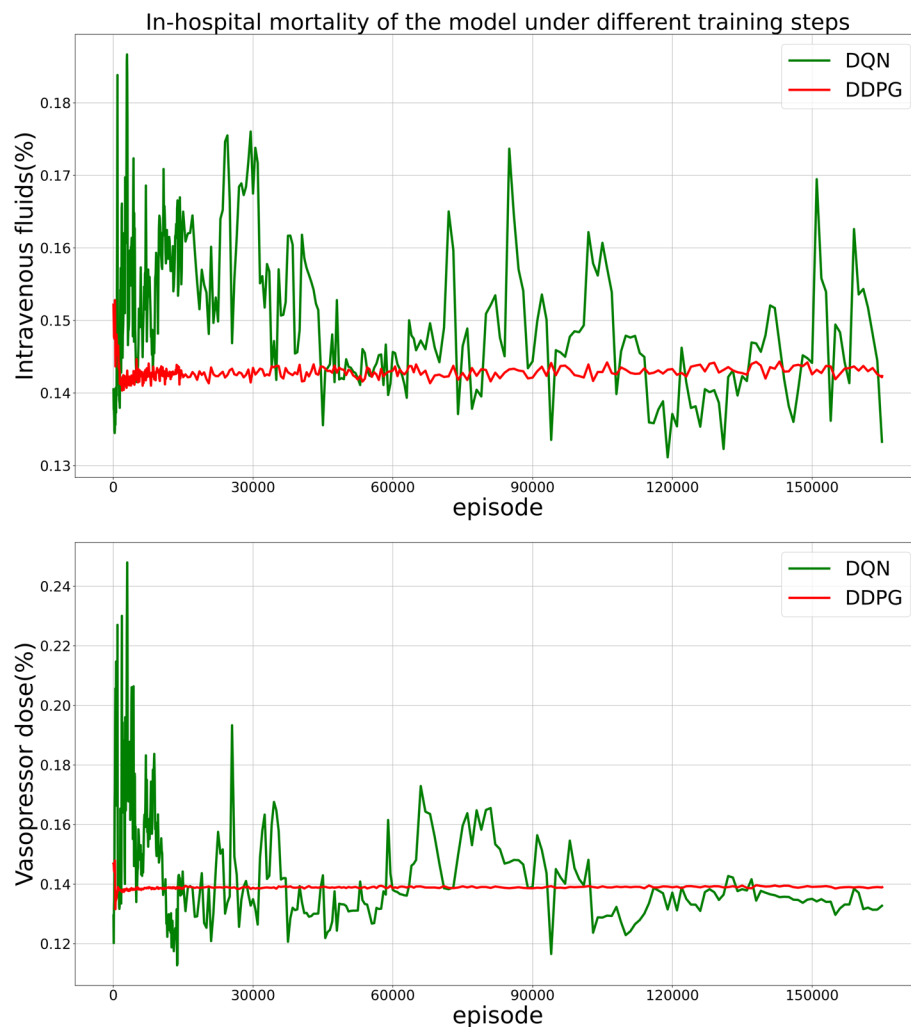 In-hospital mortality of the model under different training steps
DQN
DDPG
Intravenous fluids(%)
0.18
0.17
0.16
0.15
0.14
0.13
0 30000 60000 90000 120000 150000
episode
DQN
DDPG
Vasopressor dose(%)
0.24
0.22
0.20
0.18
0.16
0.14
0.12
0 30000 60000 90000 120000 150000
episode